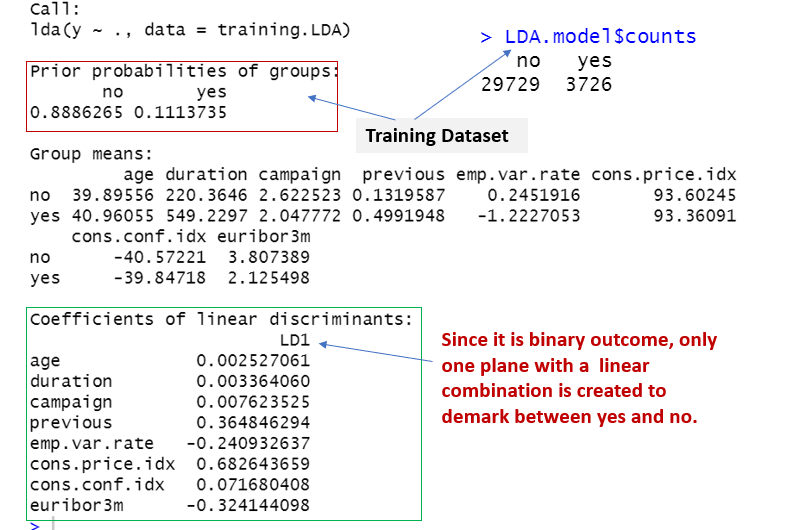 Call:
lda(y ~ ., data = training.LDA)
> LDA.model$counts
no yes
29729 3726
Prior probabilities of groups:
no yes
0.8886265 0.1113735
Training Dataset
Group means:
age duration campaign previous emp.var.rate cons.price.idx
no 39.89556 220.3646 2.622523 0.1319587 0.2451916 93.60245
yes 40.96055 549.2297 2.047772 0.4991948 -1.2227053 93.36091
cons.conf.idx euribor3m
no -40.57221 3.807389
yes -39.84718 2.125498
Coefficients of linear discriminants:
LD1
age 0.002527061
duration 0.003364060
campaign 0.007623525
previous 0.364846294
emp.var.rate -0.240932637
cons.price.idx 0.682643659
cons.conf.idx 0.071680408
euribor3m -0.324144098
>
Since it is binary outcome, only
one plane with a linear
combination is created to
demark between yes and no.